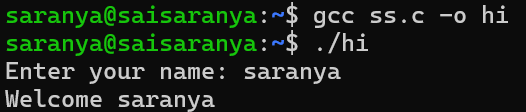 saranya@saisaranya:~$ gcc ss.c -o hi
saranya@saisaranya:~$ ./hi
Enter your name: saranya
Welcome saranya